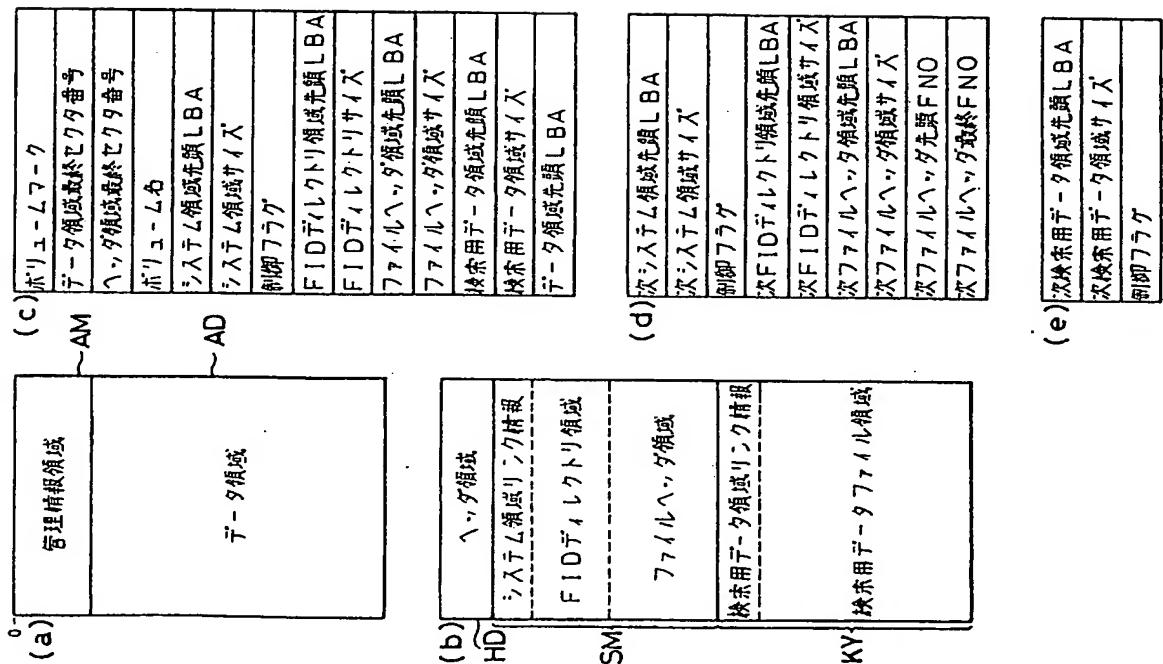 (a)
0
管理情報領域
AM
データ領域
AD
(b)
HD
ヘッダ領域
システム領域リンク情報
FIDディレクトリ領域
SM
ファイルヘッダ領域
検索用データ領域リンク情報
KY
検索用データファイル領域
(c)
ボリュームマーク
データ領域最終セクタ番号
ヘッダ領域最終セクタ番号
ボリューム名
システム領域先頭LBA
システム領域サイズ
制御フラグ
FIDディレクトリ領域先頭LBA
FIDディレクトリサイズ
ファイルヘッダ領域先頭LBA
ファイルヘッダ領域サイズ
検索用データ領域先頭LBA
検索用データ領域サイズ
データ領域先頭LBA
(d)
次システム領域先頭LBA
次システム領域サイズ
制御フラグ
次FIDディレクトリ領域先頭LBA
次FIDディレクトリ領域サイズ
次ファイルヘッダ領域先頭LBA
次ファイルヘッダ領域サイズ
次ファイルヘッダ先頭FNO
次ファイルヘッダ最終FNO
(e)
次検索用データ領域先頭LBA
次検索用データ領域サイズ
制御フラグ